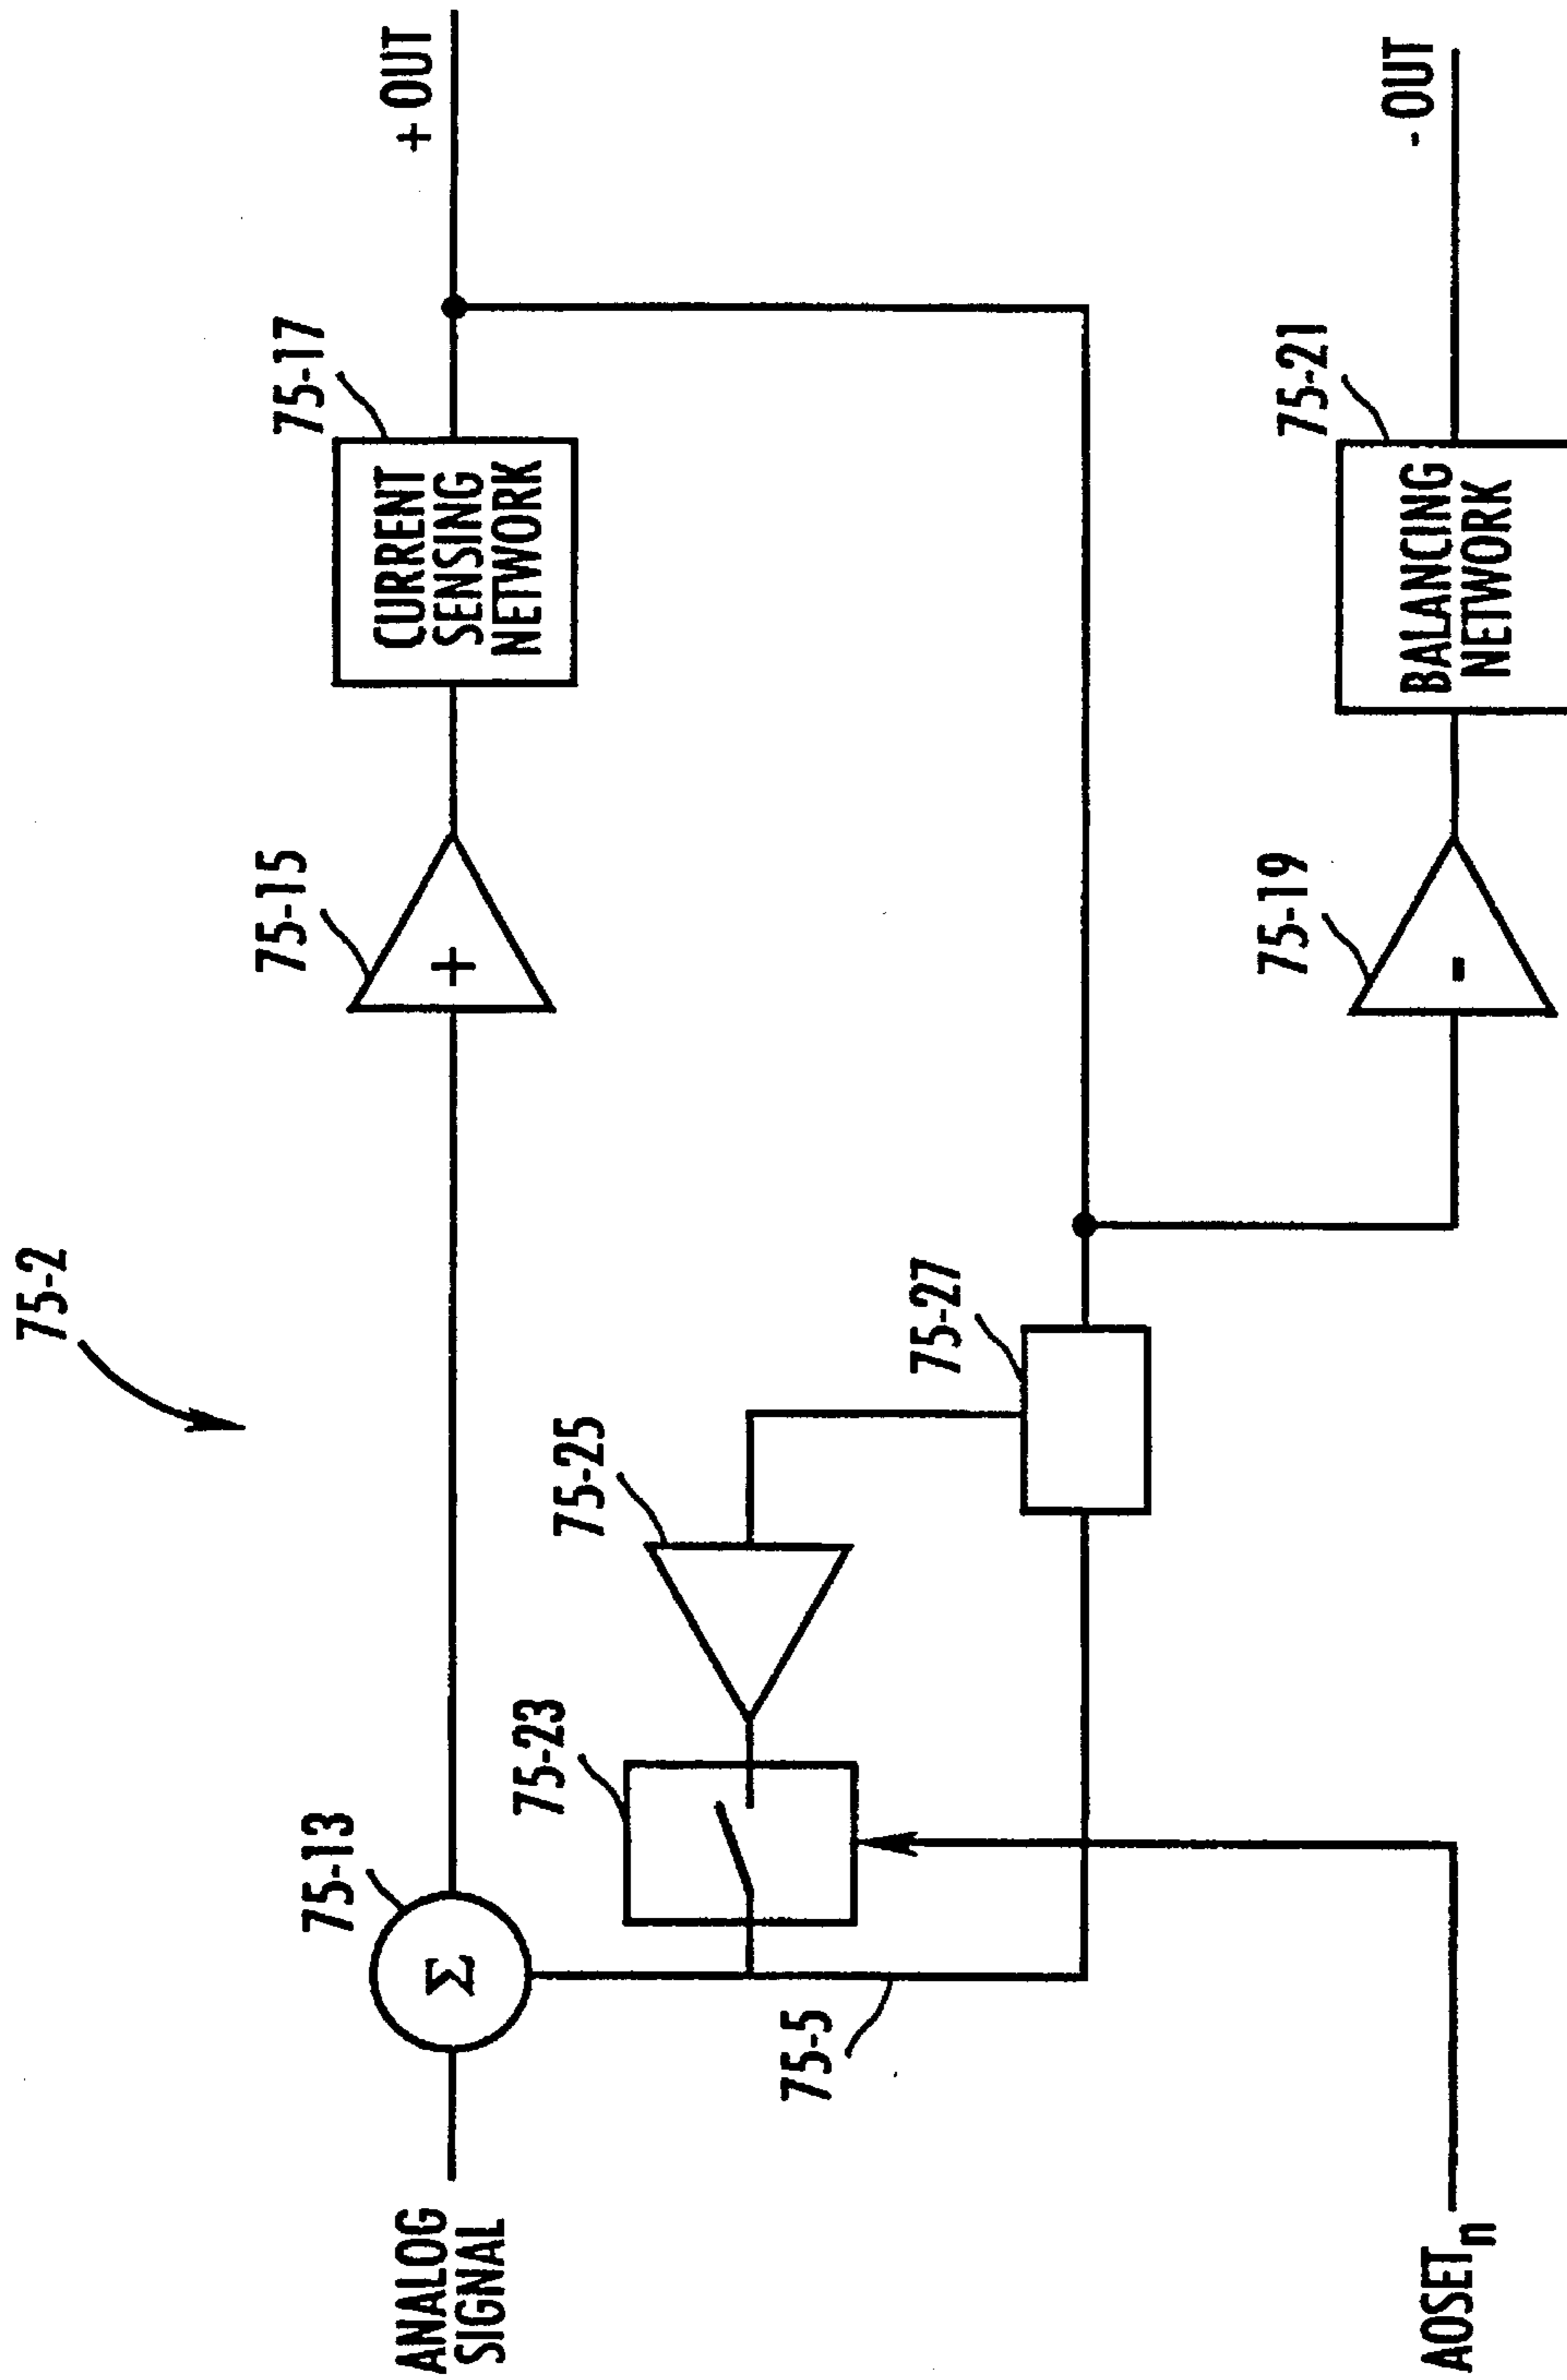 75-2
ANALOG
SIGNAL
75-13
Σ
75-15
+
75-17
CURRENT
SENSING
NETWORK
+ OUT
75-23
75-25
75-27
75-5
75-19
-
75-21
BALANCING
NETWORK
- OUT
AOSETn